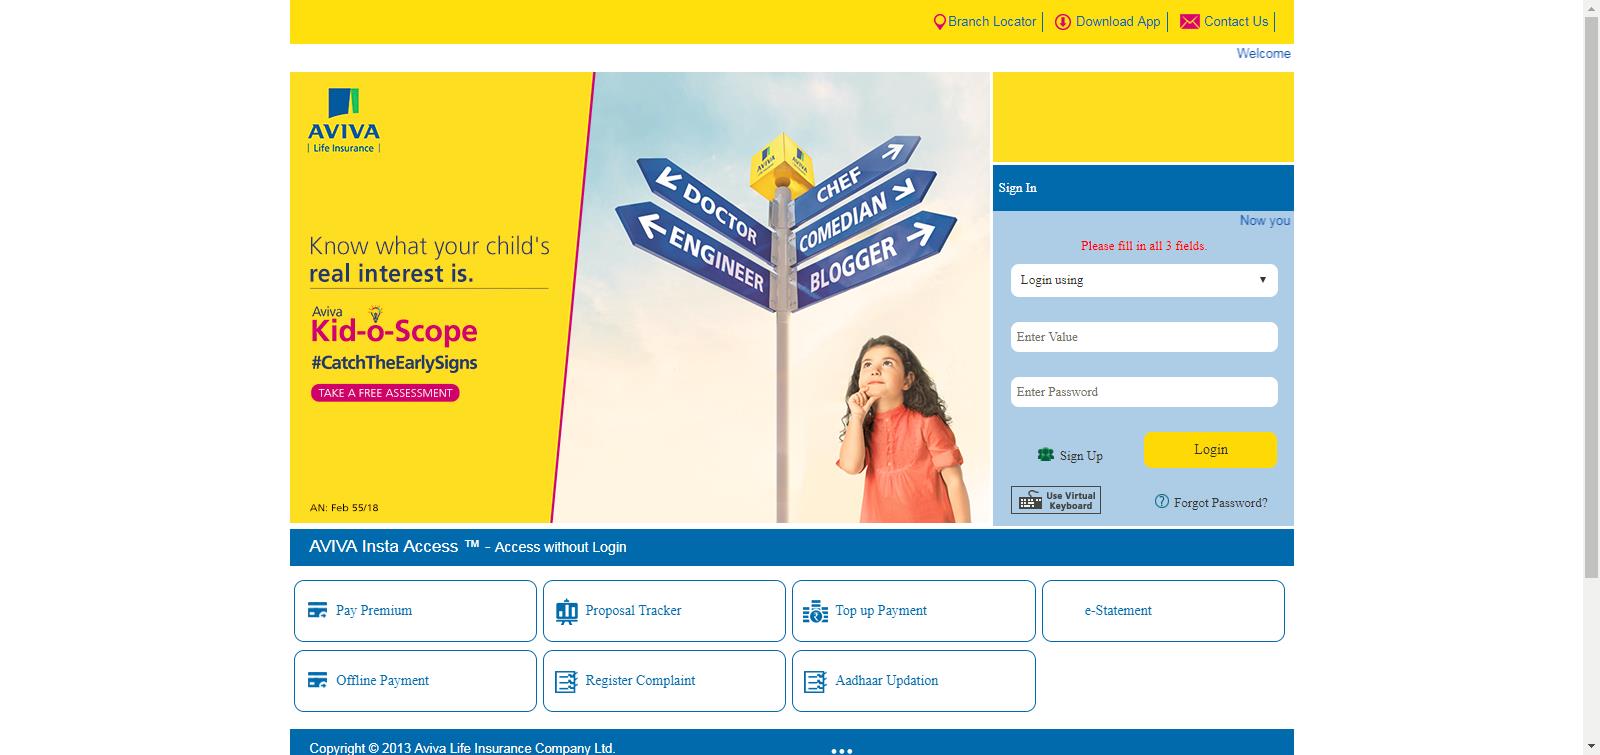 Branch Locator
Download App
Contact Us
Welcome
AVIVA
Life Insurance
Know what your child's
real interest is.
Aviva
Kid-o-Scope
#CatchTheEarlySigns
TAKE A FREE ASSESSMENT
AN: Feb 55/18
AVIVA
AVIVA
DOCTOR
ENGINEER
CHEF
COMEDIAN
BLOGGER
Sign In
Now you
Please fill in all 3 fields.
Login using
Enter Value
Enter Password
Sign Up
Login
Use Virtual
Keyboard
Forgot Password?
AVIVA Insta Access ™ - Access without Login
Pay Premium
Proposal Tracker
Top up Payment
e-Statement
Offline Payment
Register Complaint
Aadhaar Updation
Copyright © 2013 Aviva Life Insurance Company Ltd.